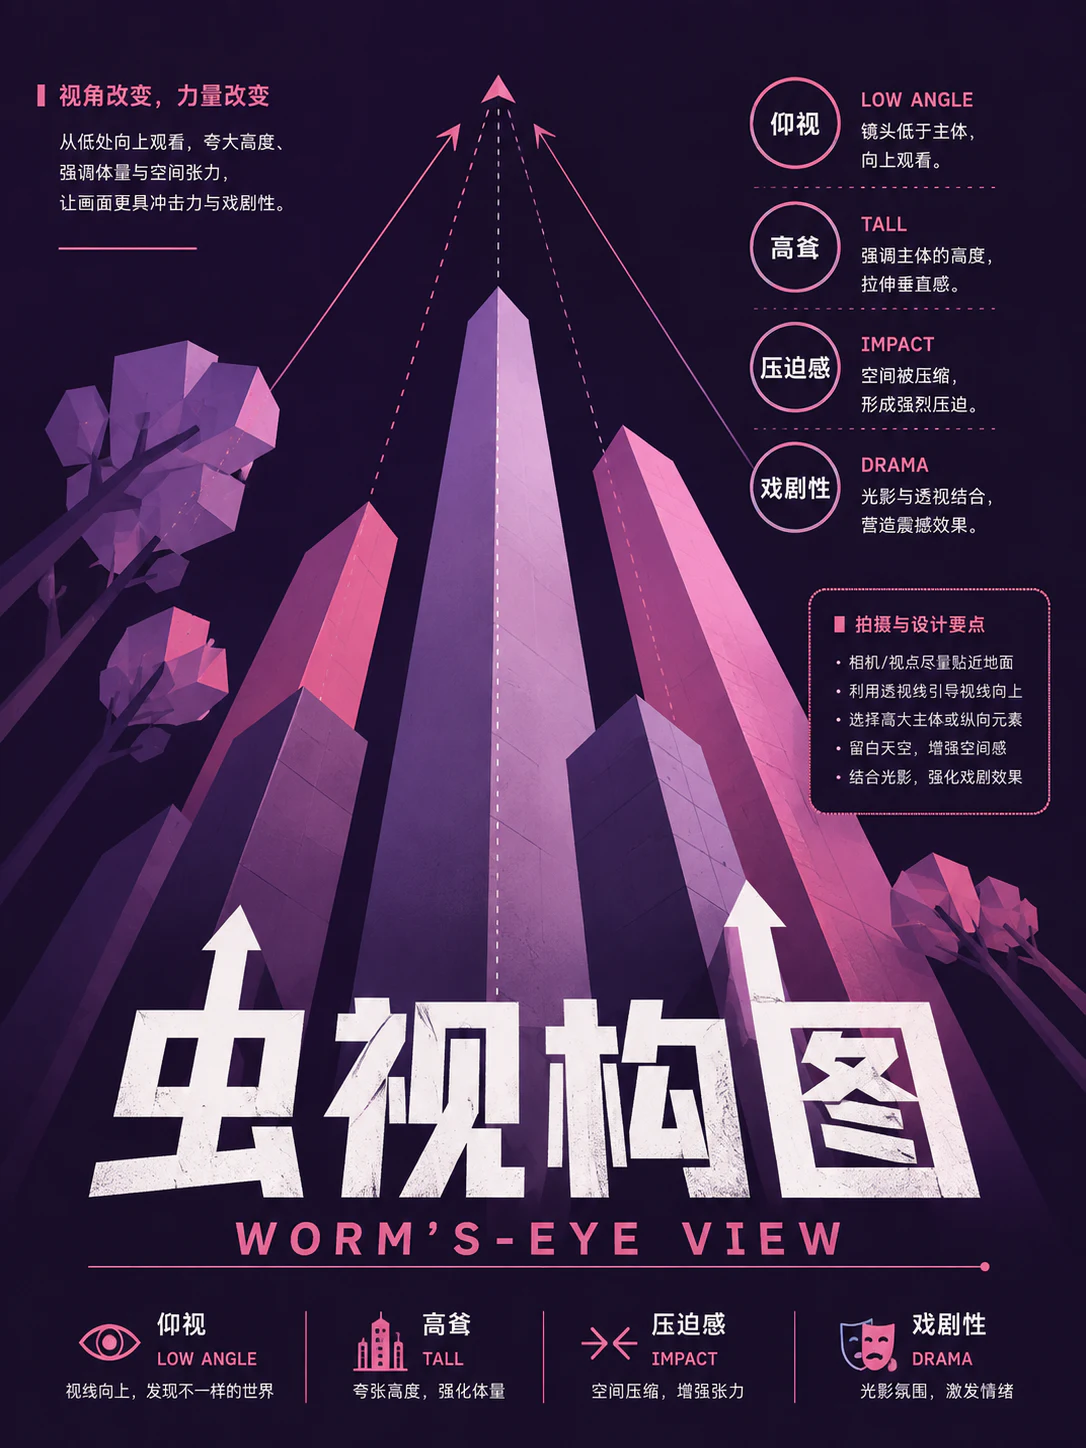 视角改变，力量改变
从低处向上观看，夸大高度、
强调体量与空间张力，
让画面更具冲击力与戏剧性。
仰视
LOW ANGLE
镜头低于主体，
向上观看。
高耸
TALL
强调主体的高度，
拉伸垂直感。
压迫感
IMPACT
空间被压缩，
形成强烈压迫。
戏剧性
DRAMA
光影与透视结合，
营造震撼效果。
拍摄与设计要点
• 相机/视点尽量贴近地面
• 利用透视线引导视线向上
• 选择高大主体或纵向元素
• 留白天空，增强空间感
• 结合光影，强化戏剧效果
虫视构图
WORM’S-EYE VIEW
仰视
LOW ANGLE
视线向上，发现不一样的世界
高耸
TALL
夸张高度，强化体量
压迫感
IMPACT
空间压缩，增强张力
戏剧性
DRAMA
光影氛围，激发情绪